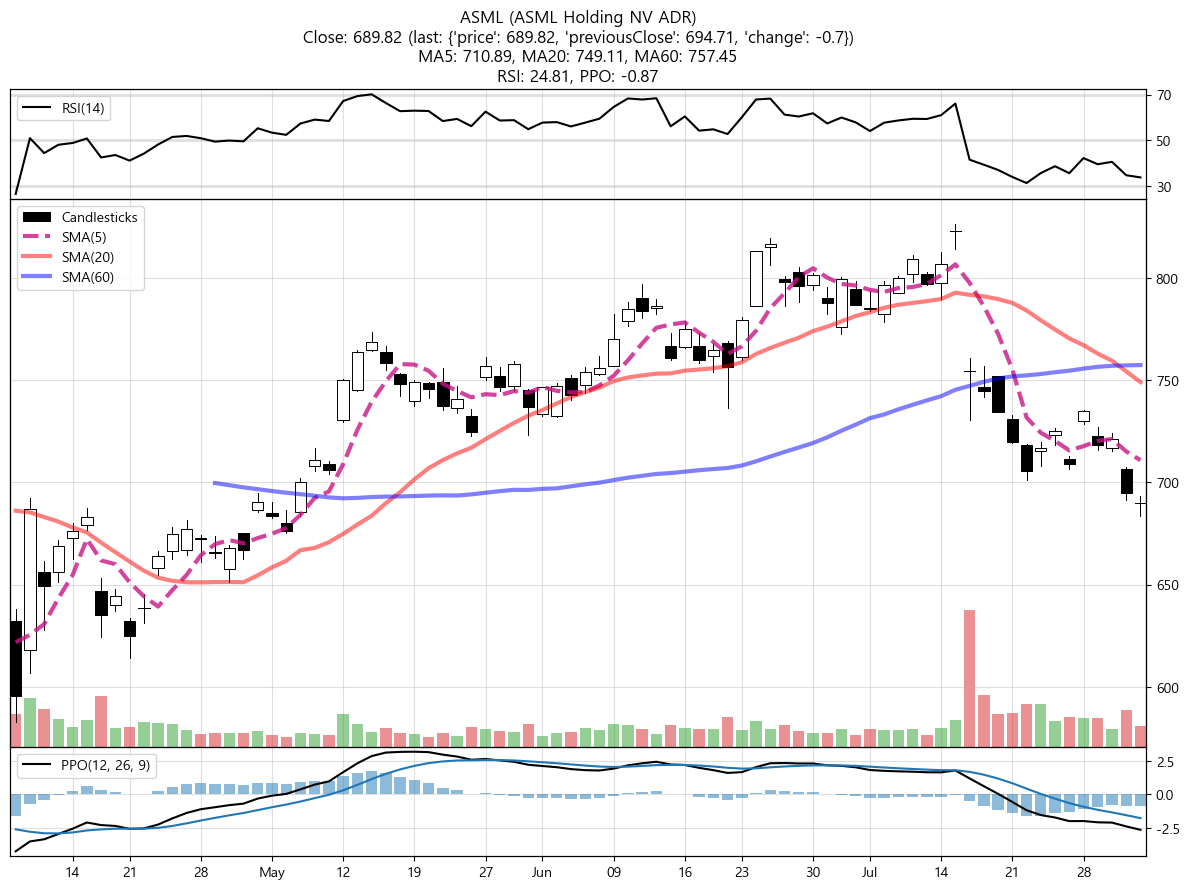 ASML (ASML Holding NV ADR)
Close: 689.82 (last: {'price': 689.82, 'previousClose': 694.71, 'change': -0.7})
MA5: 710.89, MA20: 749.11, MA60: 757.45
RSI: 24.81, PPO: -0.87
RSI(14)
70
50
30
Candlesticks
SMA(5)
SMA(20)
SMA(60)
800
750
700
650
600
PPO(12, 26, 9)
2.5
0.0
−2.5
14 21 28 May 12 19 27 Jun 09 16 23 30 Jul 14 21 28